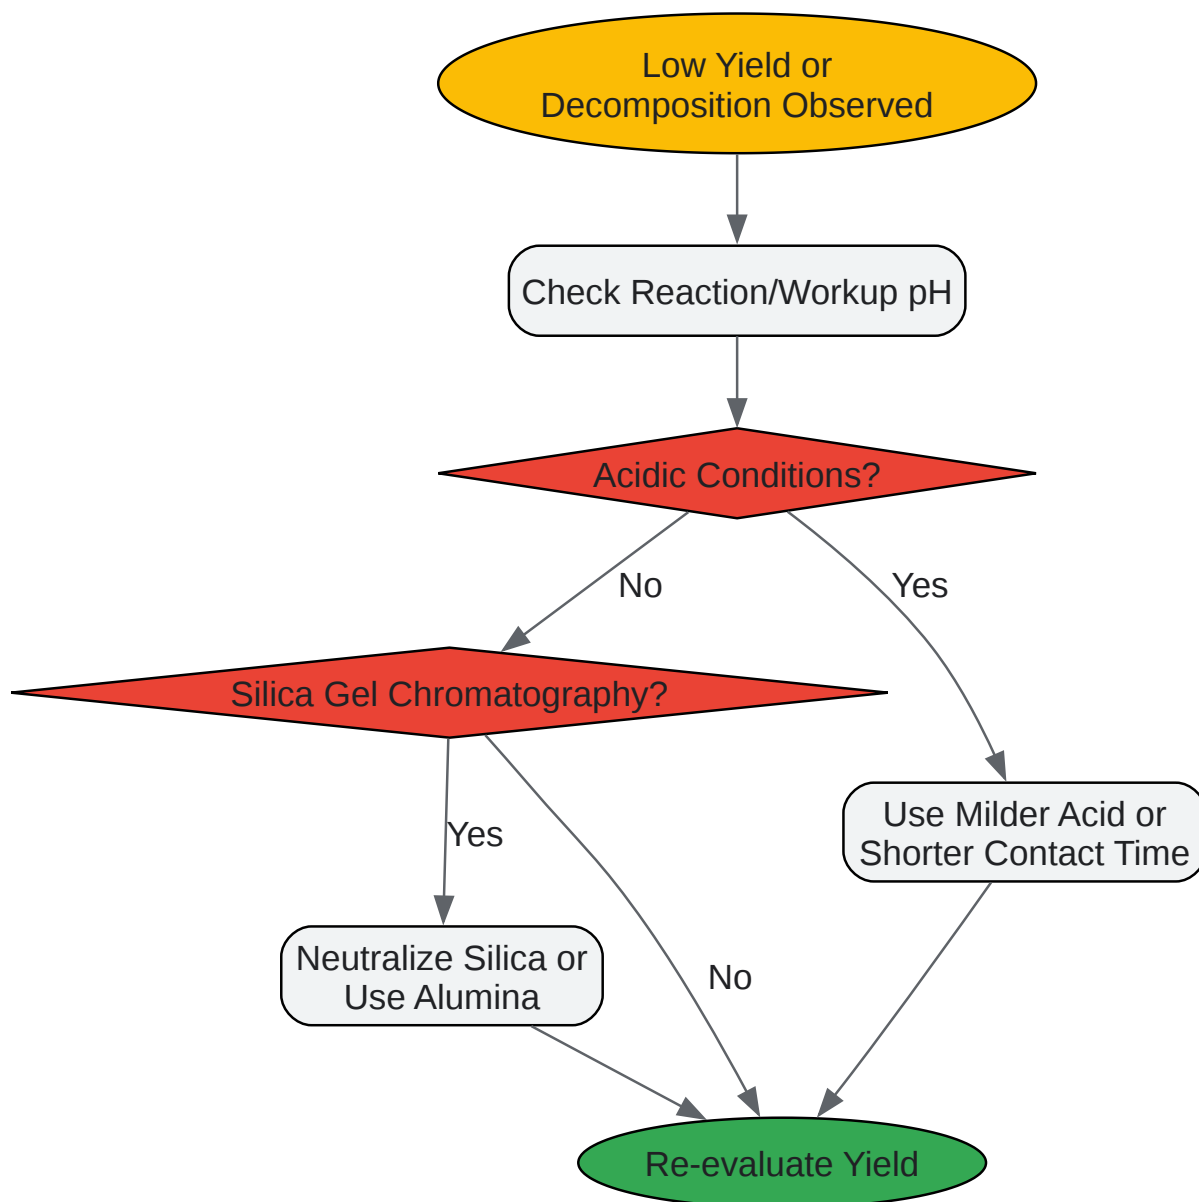 Low Yield or
Decomposition Observed
Check Reaction/Workup pH
Acidic Conditions?
No
Yes
Silica Gel Chromatography?
Yes
Use Milder Acid or
Shorter Contact Time
Neutralize Silica or
Use Alumina
No
Re-evaluate Yield